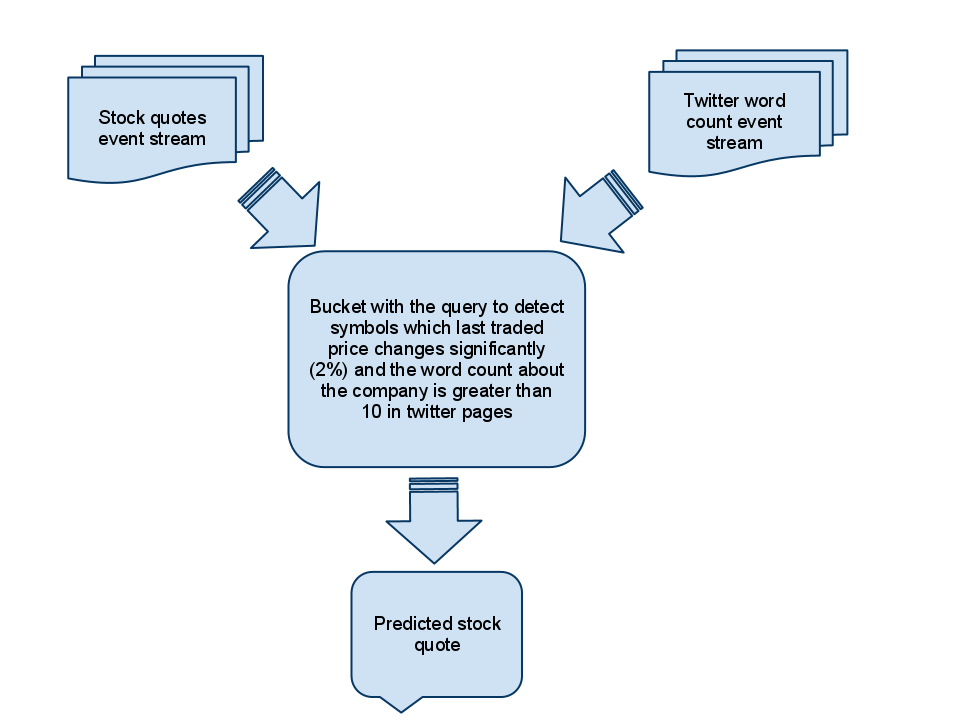 Stock quotes
event stream
Twitter word
count event
stream
Bucket with the query to detect
symbols which last traded
price changes significantly
(2%) and the word count about
the company is greater than
10 in twitter pages
Predicted stock
quote